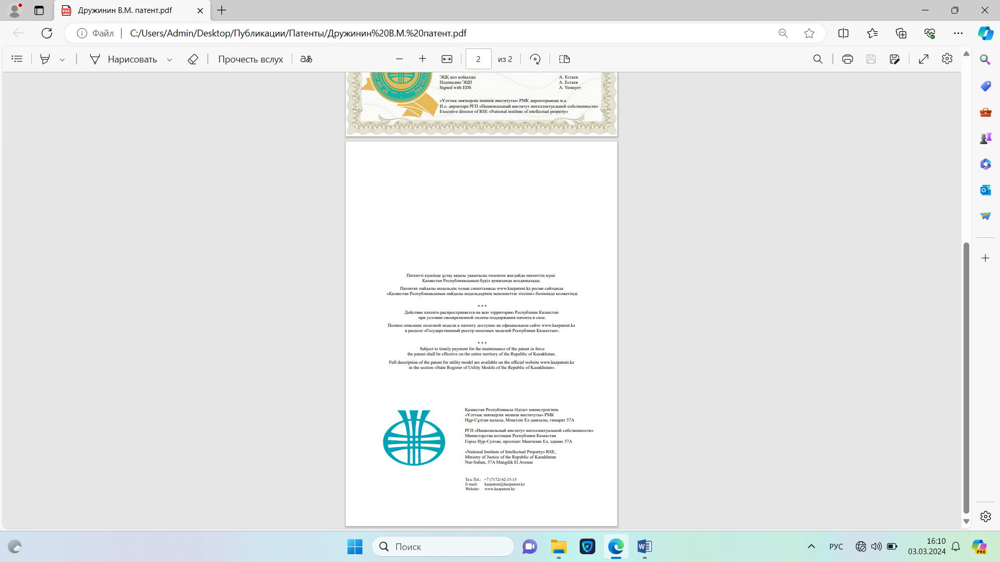 Дружинин В.М. патент.pdf
Файл
C:/Users/Admin/Desktop/Публикации/Патенты/Дружинин%20В.М.%20патент.pdf
Нарисовать
Прочесть вслух
аあ
2
из 2
ЭЦҚ қол қойылды
А. Естаев
Подписано ЭЦП
А. Естаев
Signed with EDS
A. Yestayev
«Ұлттық зияткерлік меншік институты» РМК директорының м.а.
И.о. директора РГП «Национальный институт интеллектуальной собственности»
Executive director of RSE «National institute of intellectual property»
Патентті күшінде ұстау ақысы уақытылы төленген жағдайда патенттің күші
Қазақстан Республикасының бүкіл аумағында қолданылады.
Патентке пайдалы модельдің толық сипаттамасы www.kazpatent.kz ресми сайтында
«Қазақстан Республикасының пайдалы модельдерінің мемлекеттік тізілімі» бөлімінде қолжетімді
* * *
Действие патента распространяется на всю территорию Республики Казахстан
при условии своевременной оплаты поддержания патента в силе.
Полное описание полезной модели к патенту доступно на официальном сайте www.kazpatent.kz
в разделе «Государственный реестр полезных моделей Республики Казахстан».
* * *
Subject to timely payment for the maintenance of the patent in force
the patent shall be effective on the entire territory of the Republic of Kazakhstan.
Full description of the patent for utility model are available on the official website www.kazpatent.kz
in the section «State Register of Utility Models of the Republic of Kazakhstan».
Қазақстан Республикасы Әділет министрлігінің
«Ұлттық зияткерлік меншік институты» РМК
Нұр-Сұлтан қаласы, Мәңгілік Ел даңғылы, ғимарат 57А
РГП «Национальный институт интеллектуальной собственности»
Министерства юстиции Республики Казахстан
Город Нур-Султан, проспект Мангилик Ел, здание 57А
«National Institute of Intellectual Property» RSE,
Ministry of Justice of the Republic of Kazakhstan
Nur-Sultan, 57A Mangilik El Avenue
Тел./Tel.: +7 (7172) 62-15-15
E-mail: kazpatent@kazpatent.kz
Website: www.kazpatent.kz
Поиск
РУС
16:10
03.03.2024
PRE